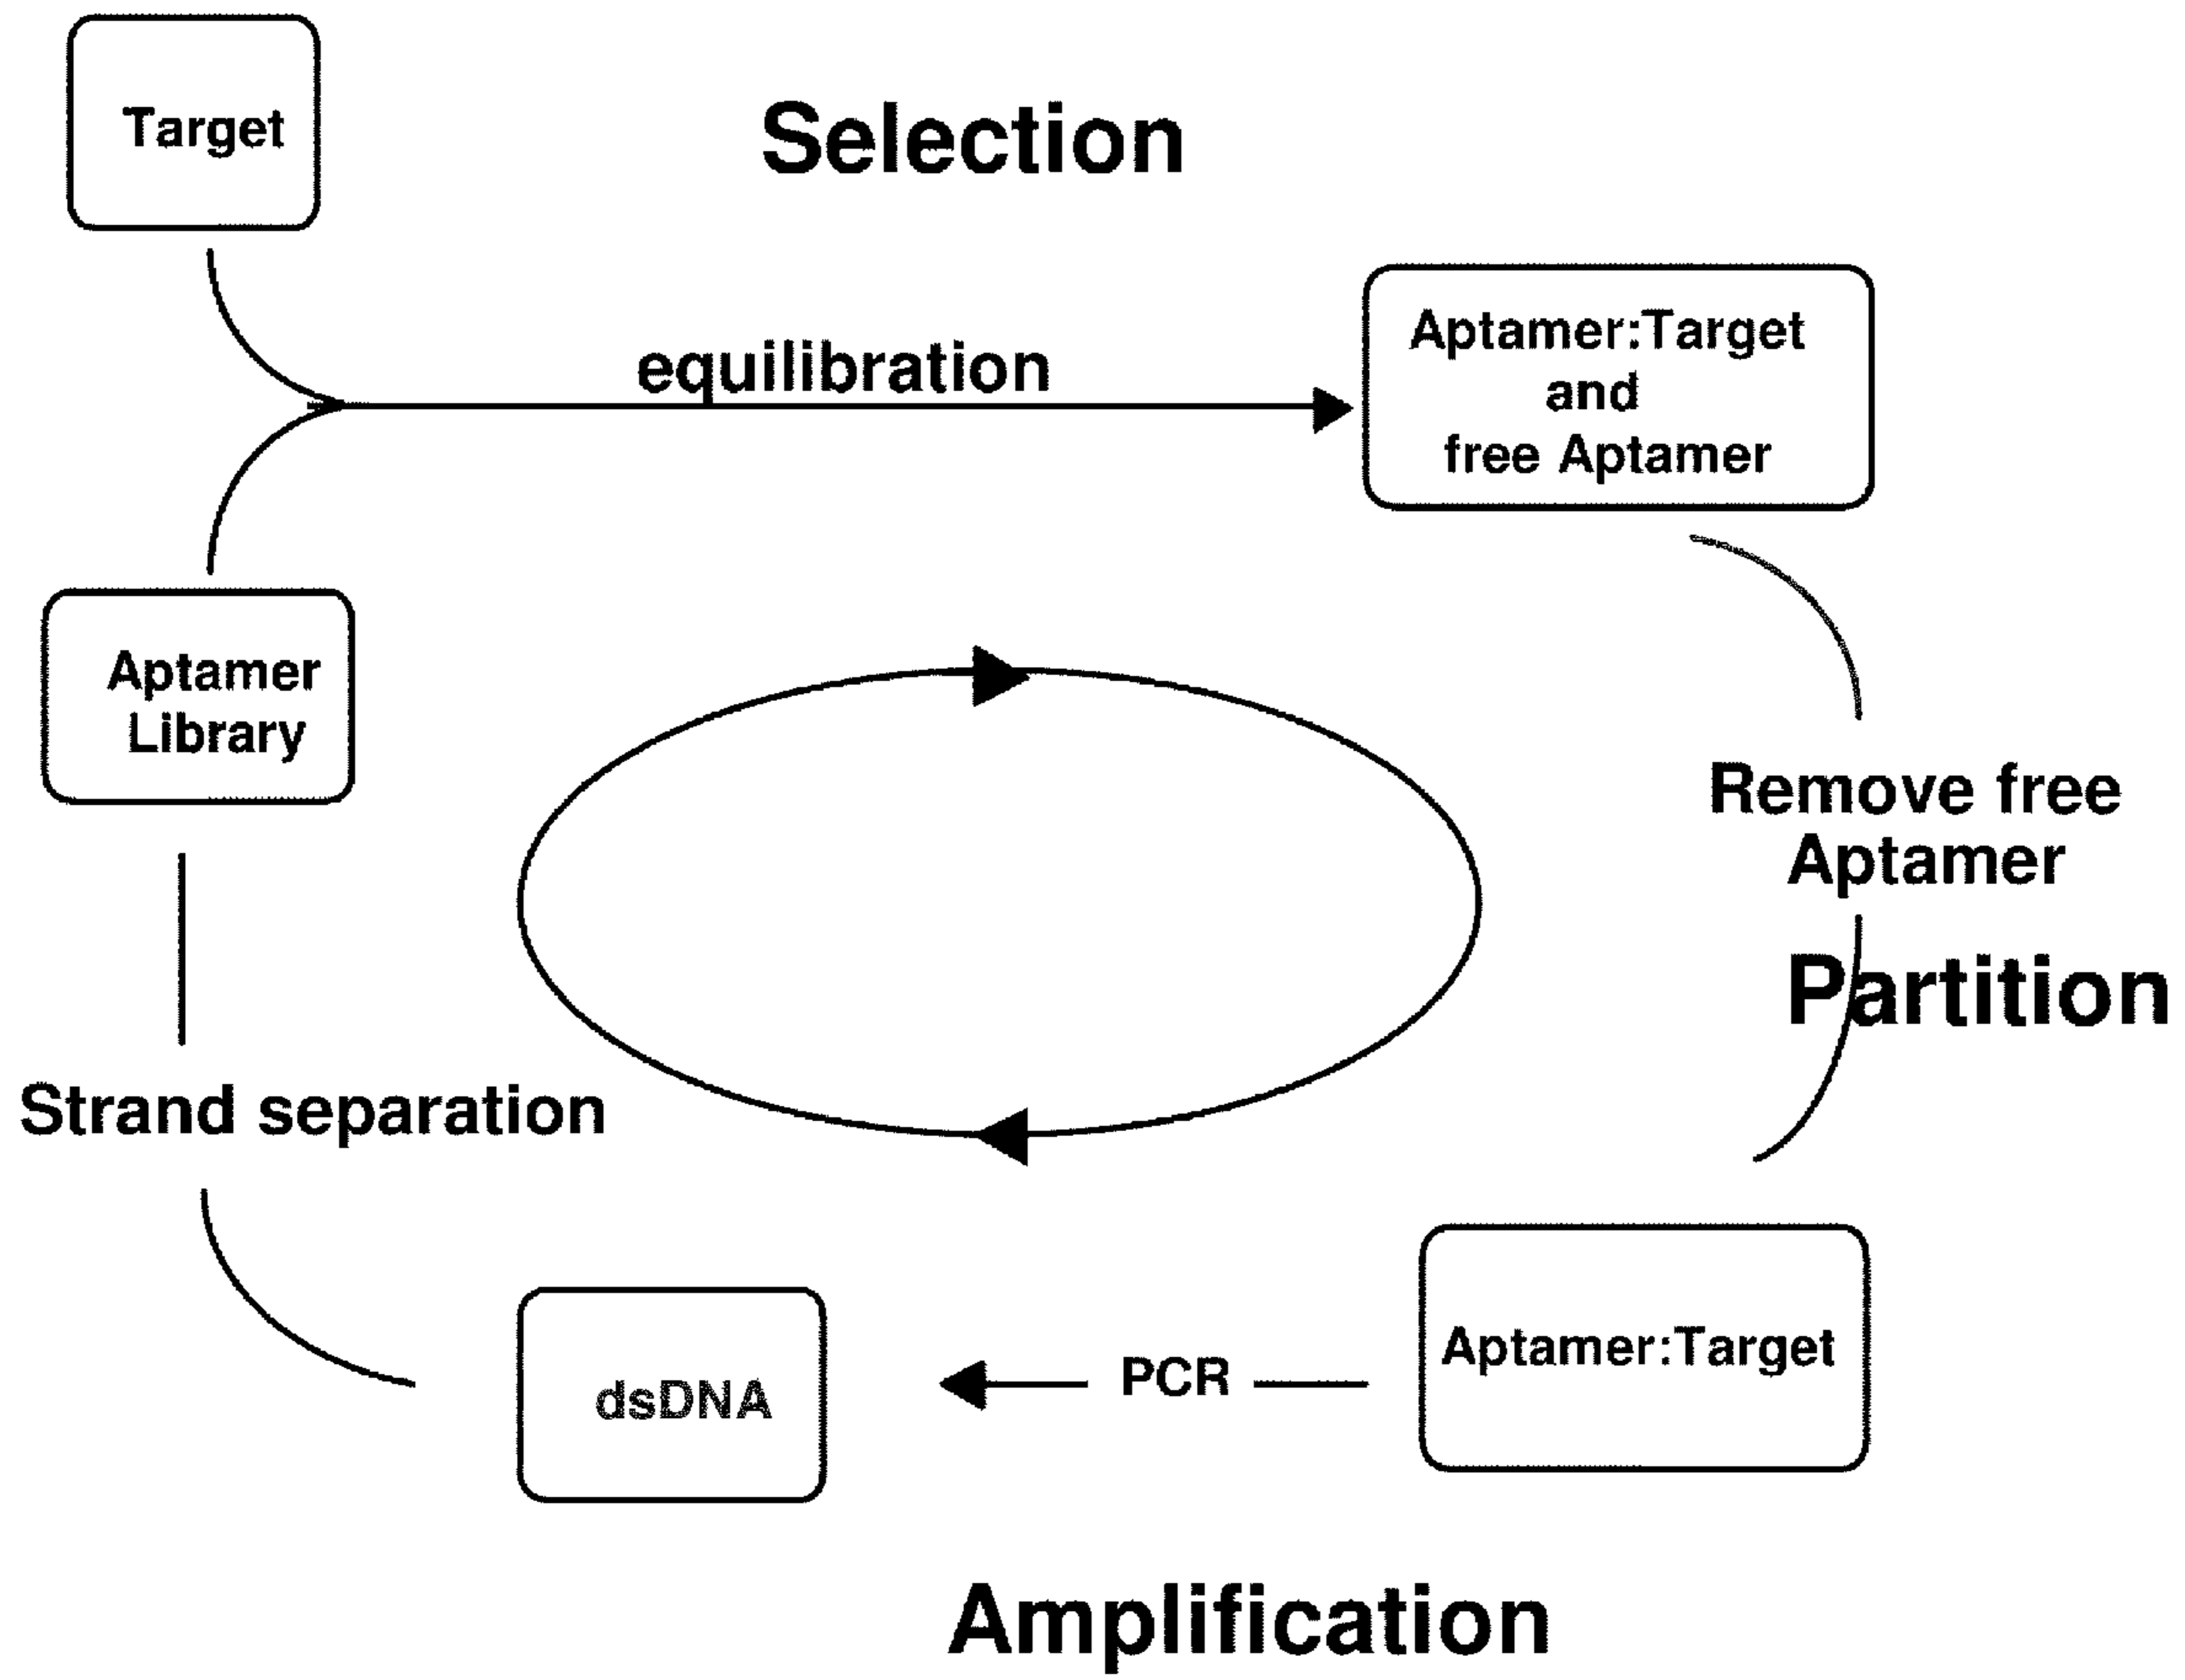 Target
Selection
equilibration
Aptamer:Target
and
free Aptamer
Aptamer
Library
Remove free
Aptamer
Partition
Strand separation
Aptamer:Target
PCR
dsDNA
Amplification